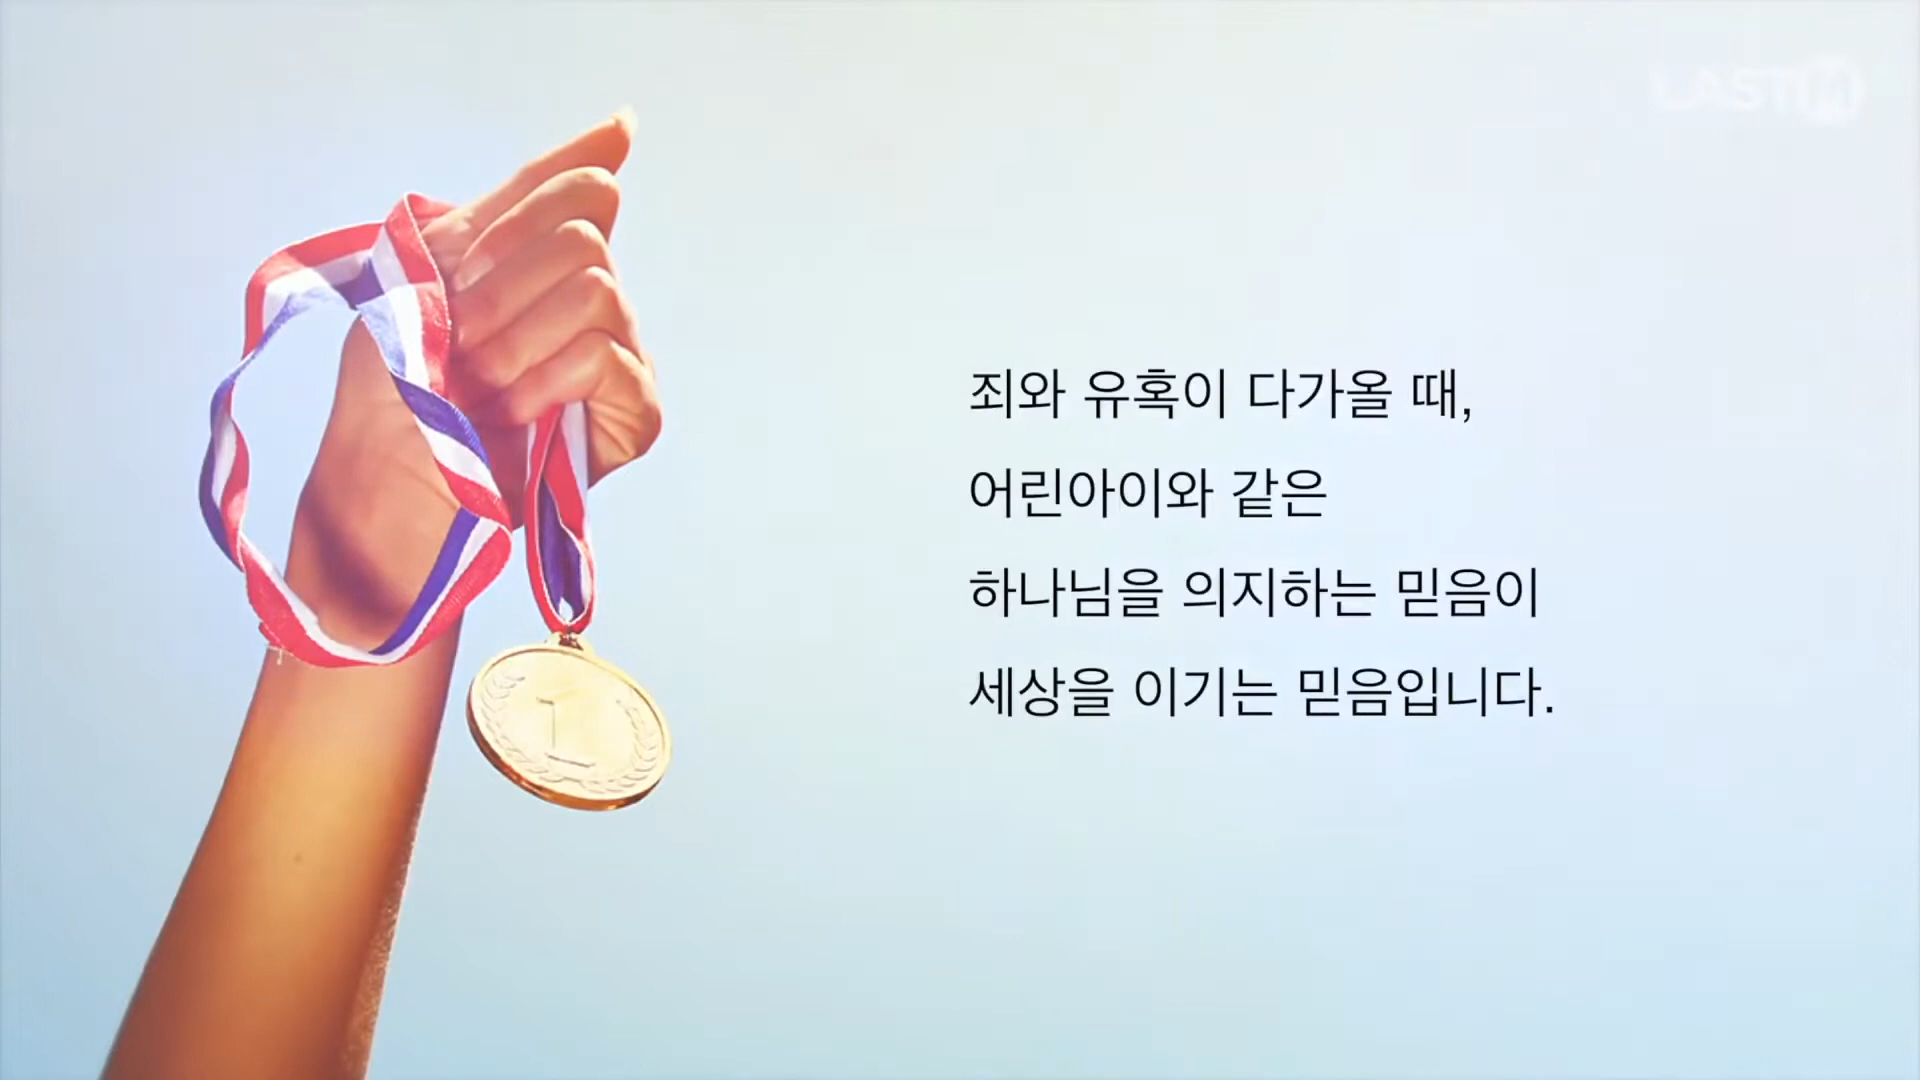 LAST M
죄와 유혹이 다가올 때,
어린아이와 같은
하나님을 의지하는 믿음이
세상을 이기는 믿음입니다.
1